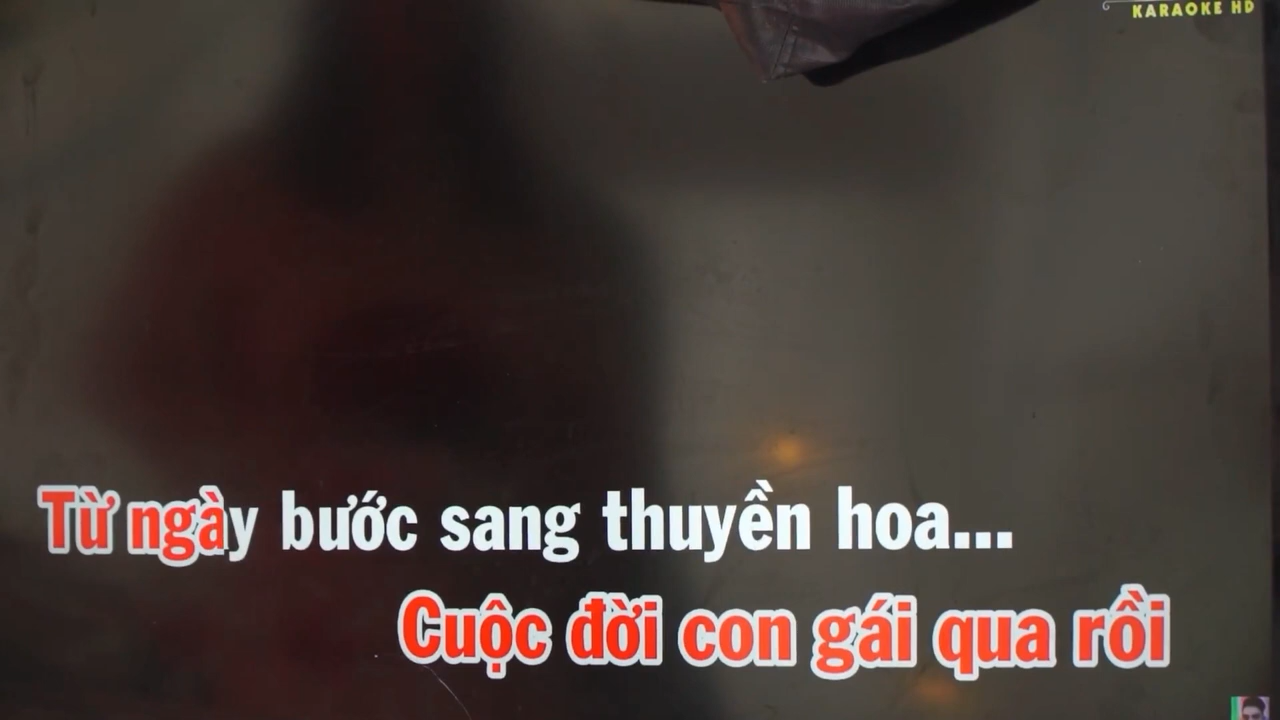 KARAOKE HD
Từ ngày bước sang thuyền hoa...
Cuộc đời con gái qua rồi